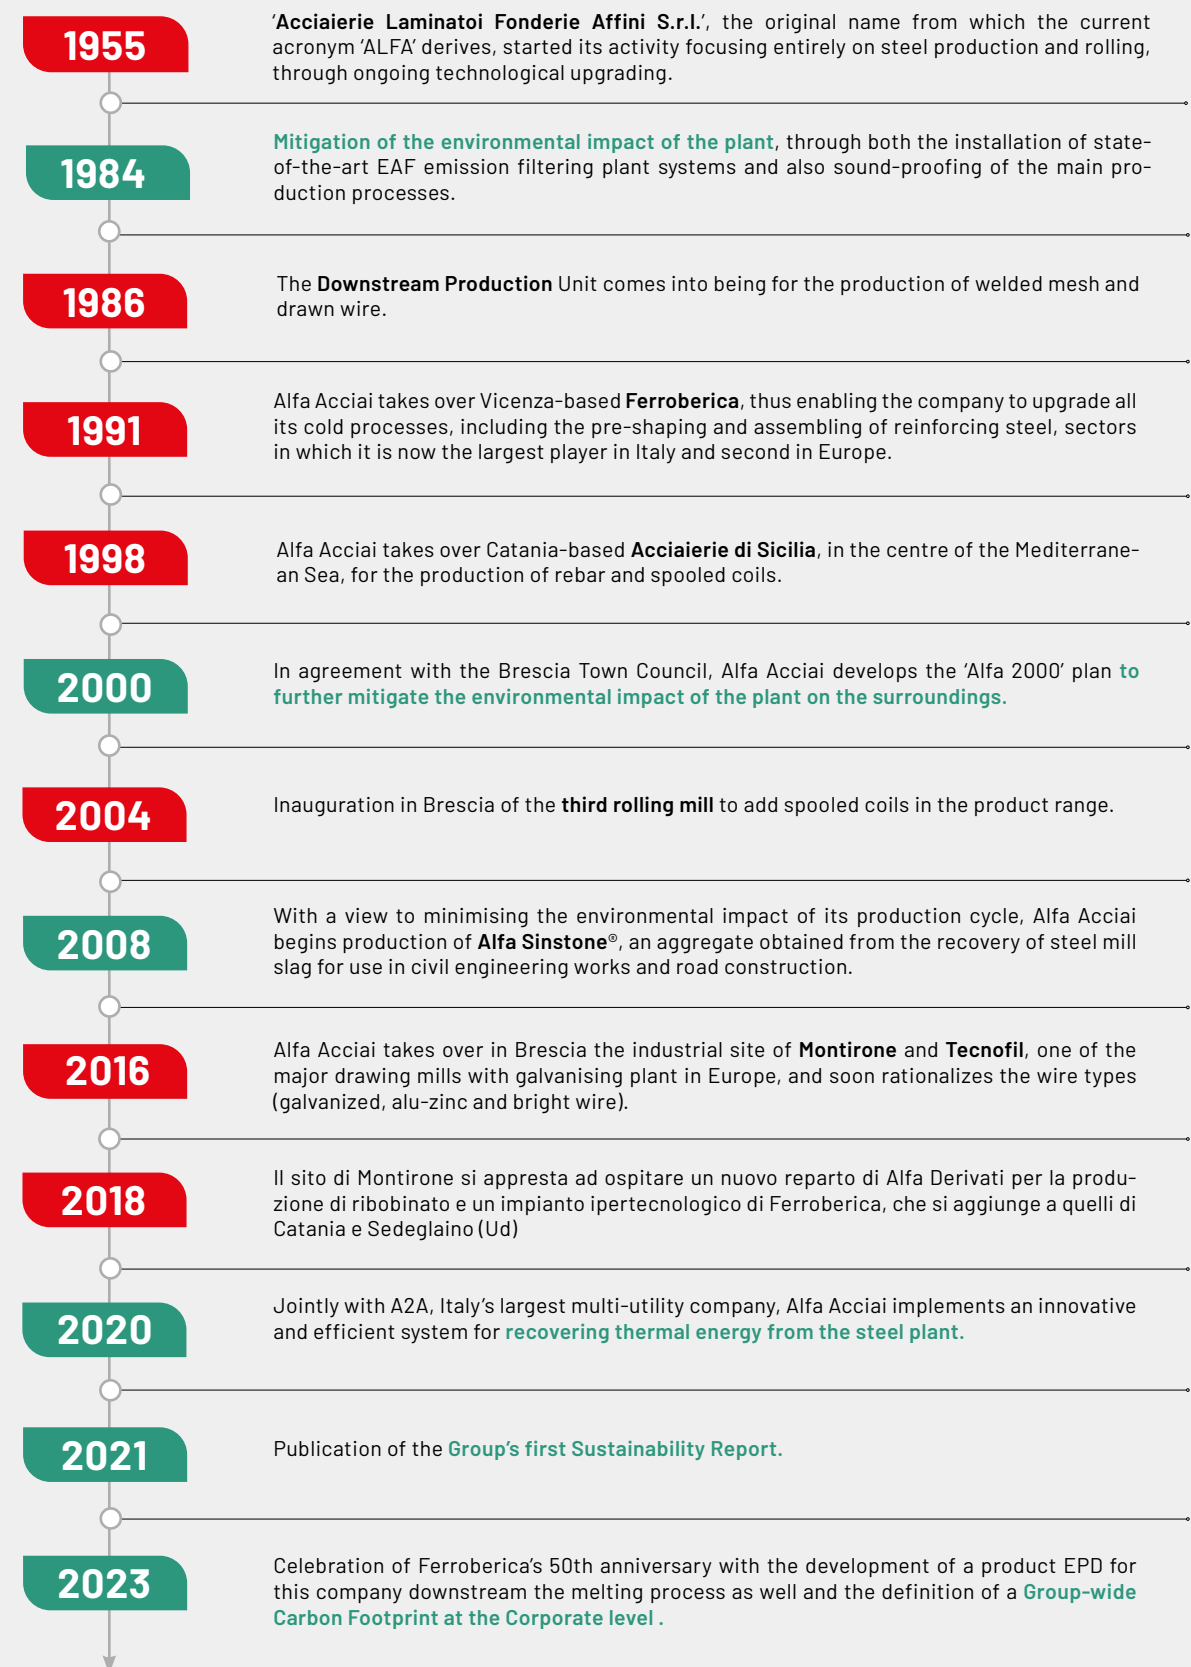 1955
'Acciaierie Laminatoi Fonderie Affini S.r.l.', the original name from which the current
acronym 'ALFA' derives, started its activity focusing entirely on steel production and rolling,
through ongoing technological upgrading.
1984
Mitigation of the environmental impact of the plant, through both the installation of state-
of-the-art EAF emission filtering plant systems and also sound-proofing of the main pro-
duction processes.
1986
The Downstream Production Unit comes into being for the production of welded mesh and
drawn wire.
1991
Alfa Acciai takes over Vicenza-based Ferroberica, thus enabling the company to upgrade all
its cold processes, including the pre-shaping and assembling of reinforcing steel, sectors
in which it is now the largest player in Italy and second in Europe.
1998
Alfa Acciai takes over Catania-based Acciaierie di Sicilia, in the centre of the Mediterrane-
an Sea, for the production of rebar and spooled coils.
2000
In agreement with the Brescia Town Council, Alfa Acciai develops the 'Alfa 2000' plan to
further mitigate the environmental impact of the plant on the surroundings.
2004
Inauguration in Brescia of the third rolling mill to add spooled coils in the product range.
2008
With a view to minimising the environmental impact of its production cycle, Alfa Acciai
begins production of Alfa Sinstone®, an aggregate obtained from the recovery of steel mill
slag for use in civil engineering works and road construction.
2016
Alfa Acciai takes over in Brescia the industrial site of Montirone and Tecnofil, one of the
major drawing mills with galvanising plant in Europe, and soon rationalizes the wire types
(galvanized, alu-zinc and bright wire).
2018
Il sito di Montirone si appresta ad ospitare un nuovo reparto di Alfa Derivati per la produ-
zione di ribobinato e un impianto ipertecnologico di Ferroberica, che si aggiunge a quelli di
Catania e Sedeglaino (Ud)
2020
Jointly with A2A, Italy's largest multi-utility company, Alfa Acciai implements an innovative
and efficient system for recovering thermal energy from the steel plant.
2021
Publication of the Group's first Sustainability Report.
2023
Celebration of Ferroberica's 50th anniversary with the development of a product EPD for
this company downstream the melting process as well and the definition of a Group-wide
Carbon Footprint at the Corporate level .